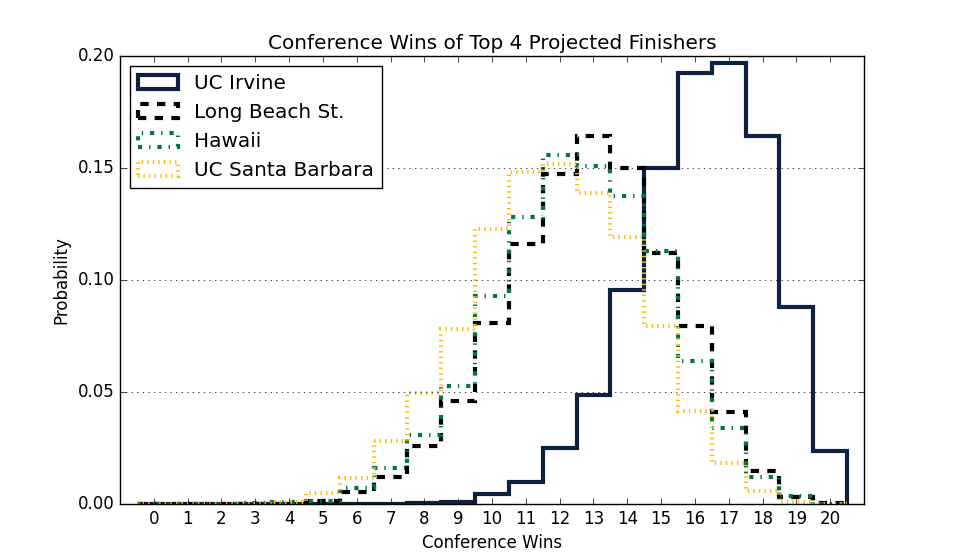 Conference Wins of Top 4 Projected Finishers
UC Irvine
Long Beach St.
Hawaii
UC Santa Barbara
0.20
0.15
0.10
0.05
0.00
Probability
0 1 2 3 4 5 6 7 8 9 10 11 12 13 14 15 16 17 18 19 20
Conference Wins